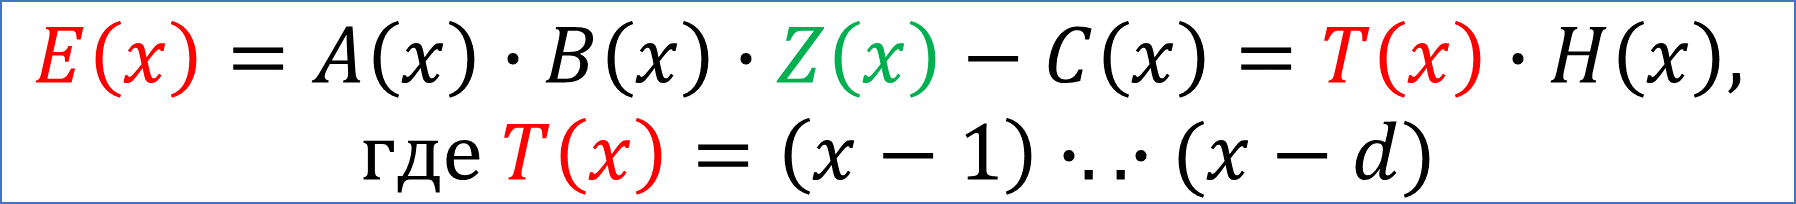 E(x) = A(x) · B(x) · Z(x) − C(x) = T(x) · H(x),
где T(x) = (x − 1) ·..· (x − d)